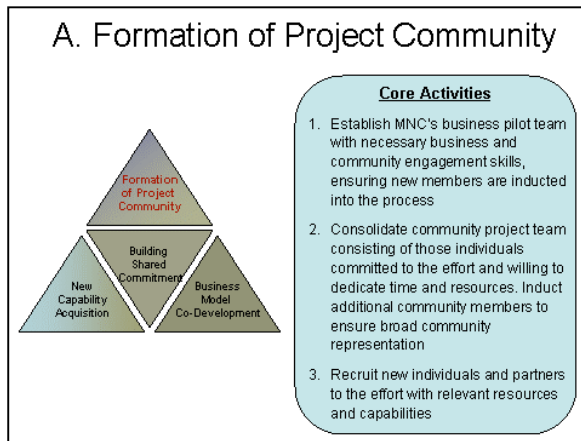 A. Formation of Project Community
Formation
of Project
Community
Building
Shared
Commitment
New
Capability
Acquisition
Business
Model
Co-Development
Core Activities
1. Establish MNC's business pilot team
with necessary business and
community engagement skills,
ensuring new members are inducted
into the process
2. Consolidate community project team
consisting of those individuals
committed to the effort and willing to
dedicate time and resources. Induct
additional community members to
ensure broad community
representation
3. Recruit new individuals and partners
to the effort with relevant resources
and capabilities